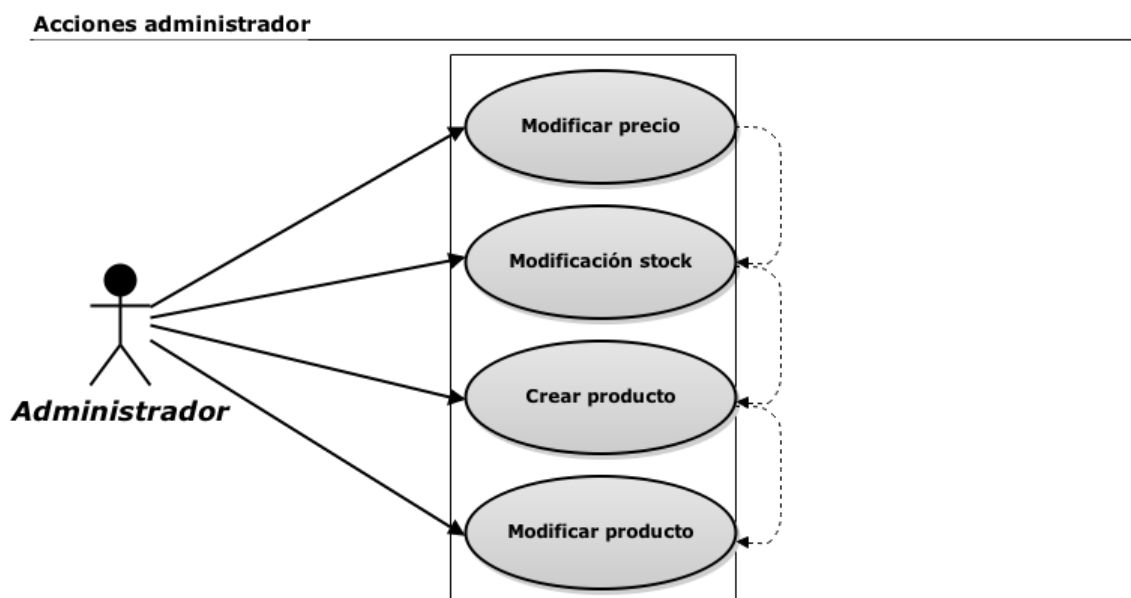 Acciones administrador
Modificar precio
Modificación stock
Crear producto
Modificar producto
Administrador